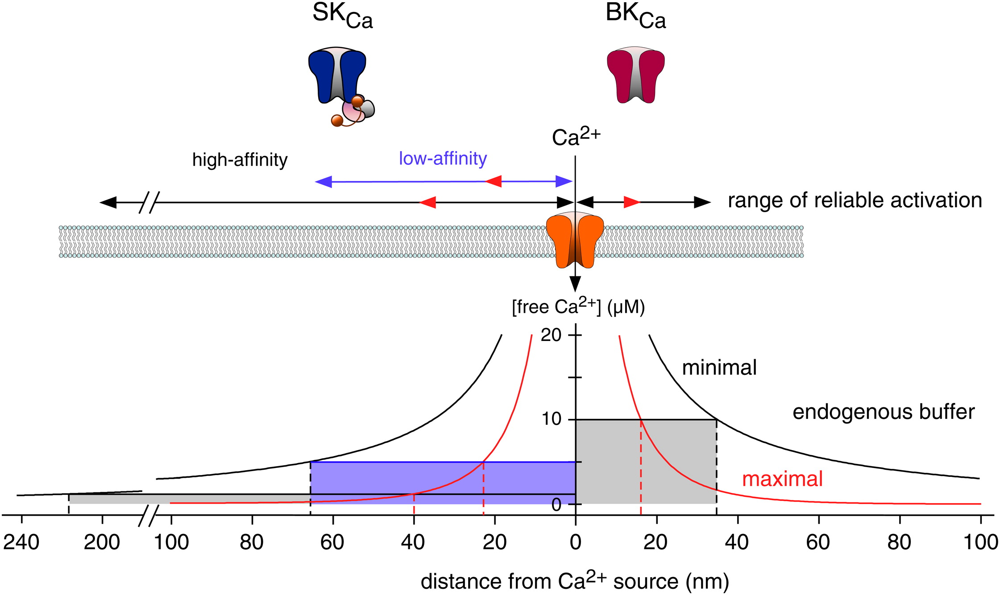 SKCa
BKCa
Ca2+
high-affinity
low-affinity
range of reliable activation
[free Ca2+] (µM)
20
minimal
endogenous buffer
10
maximal
0
240 200 100 80 60 40 20 0 20 40 60 80 100
distance from Ca2+ source (nm)